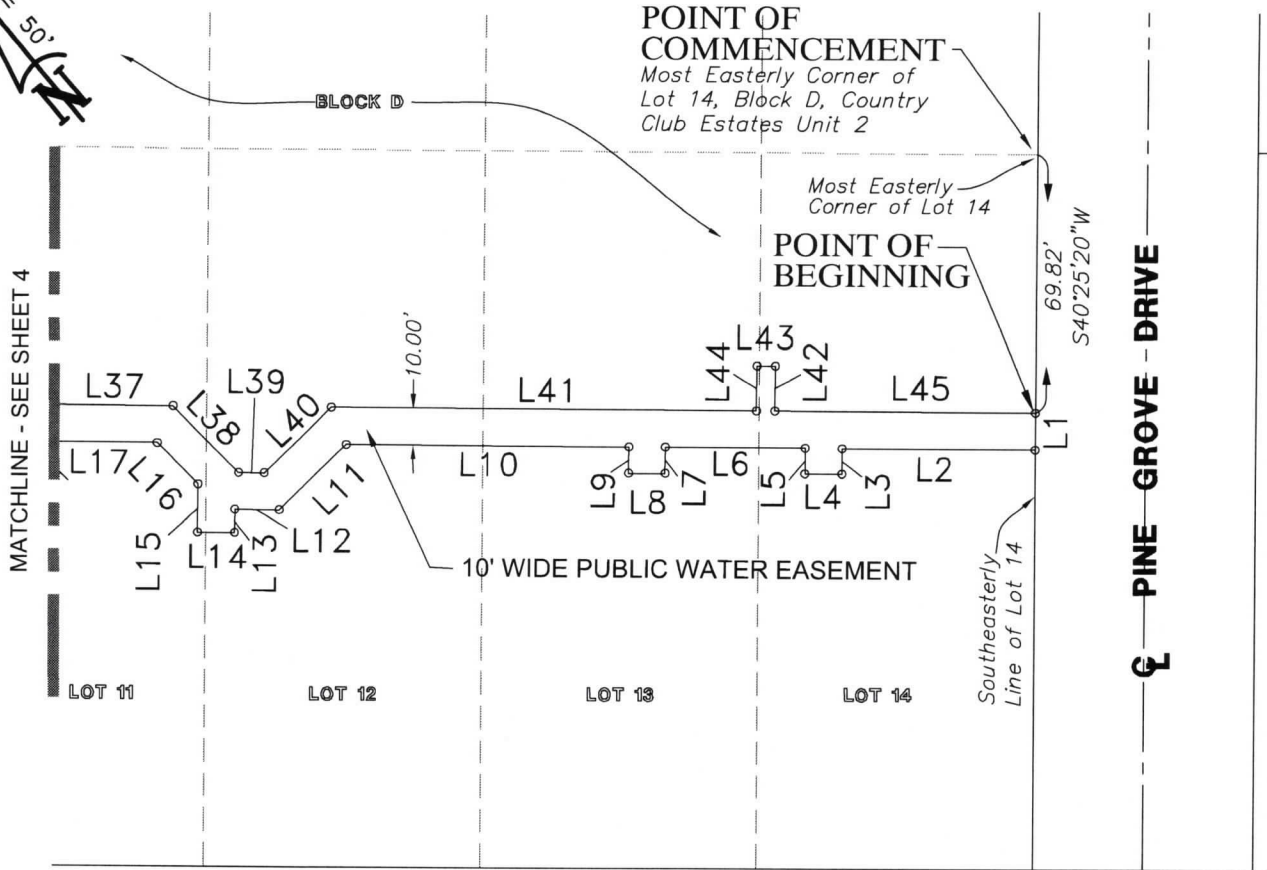 = 50'
N
POINT OF
COMMENCEMENT
Most Easterly Corner of
Lot 14, Block D, Country
Club Estates Unit 2
BLOCK D
Most Easterly
Corner of Lot 14
POINT OF
BEGINNING
69.82'
S40°25'20"W
MATCHLINE - SEE SHEET 4
PINE GROVE DRIVE
CL
10.00'
L37
L38
L39
L40
L41
L44
L43
L42
L45
L1
L17
L16
L15
L14
L13
L12
L11
L10
L9
L8
L7
L6
L5
L4
L3
L2
10' WIDE PUBLIC WATER EASEMENT
Southeasterly
Line of Lot 14
LOT 11
LOT 12
LOT 13
LOT 14